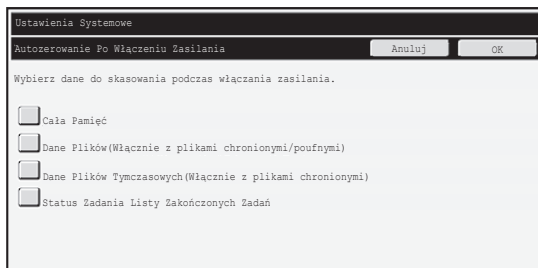 Ustawienia Systemowe
Autozerowanie Po Włączeniu Zasilania Anuluj OK
Wybierz dane do skasowania podczas włączania zasilania.
Cała Pamięć
Dane Plików(Włącznie z plikami chronionymi/poufnymi)
Dane Plików Tymczasowych(Włącznie z plikami chronionymi)
Status Zadania Listy Zakończonych Zadań